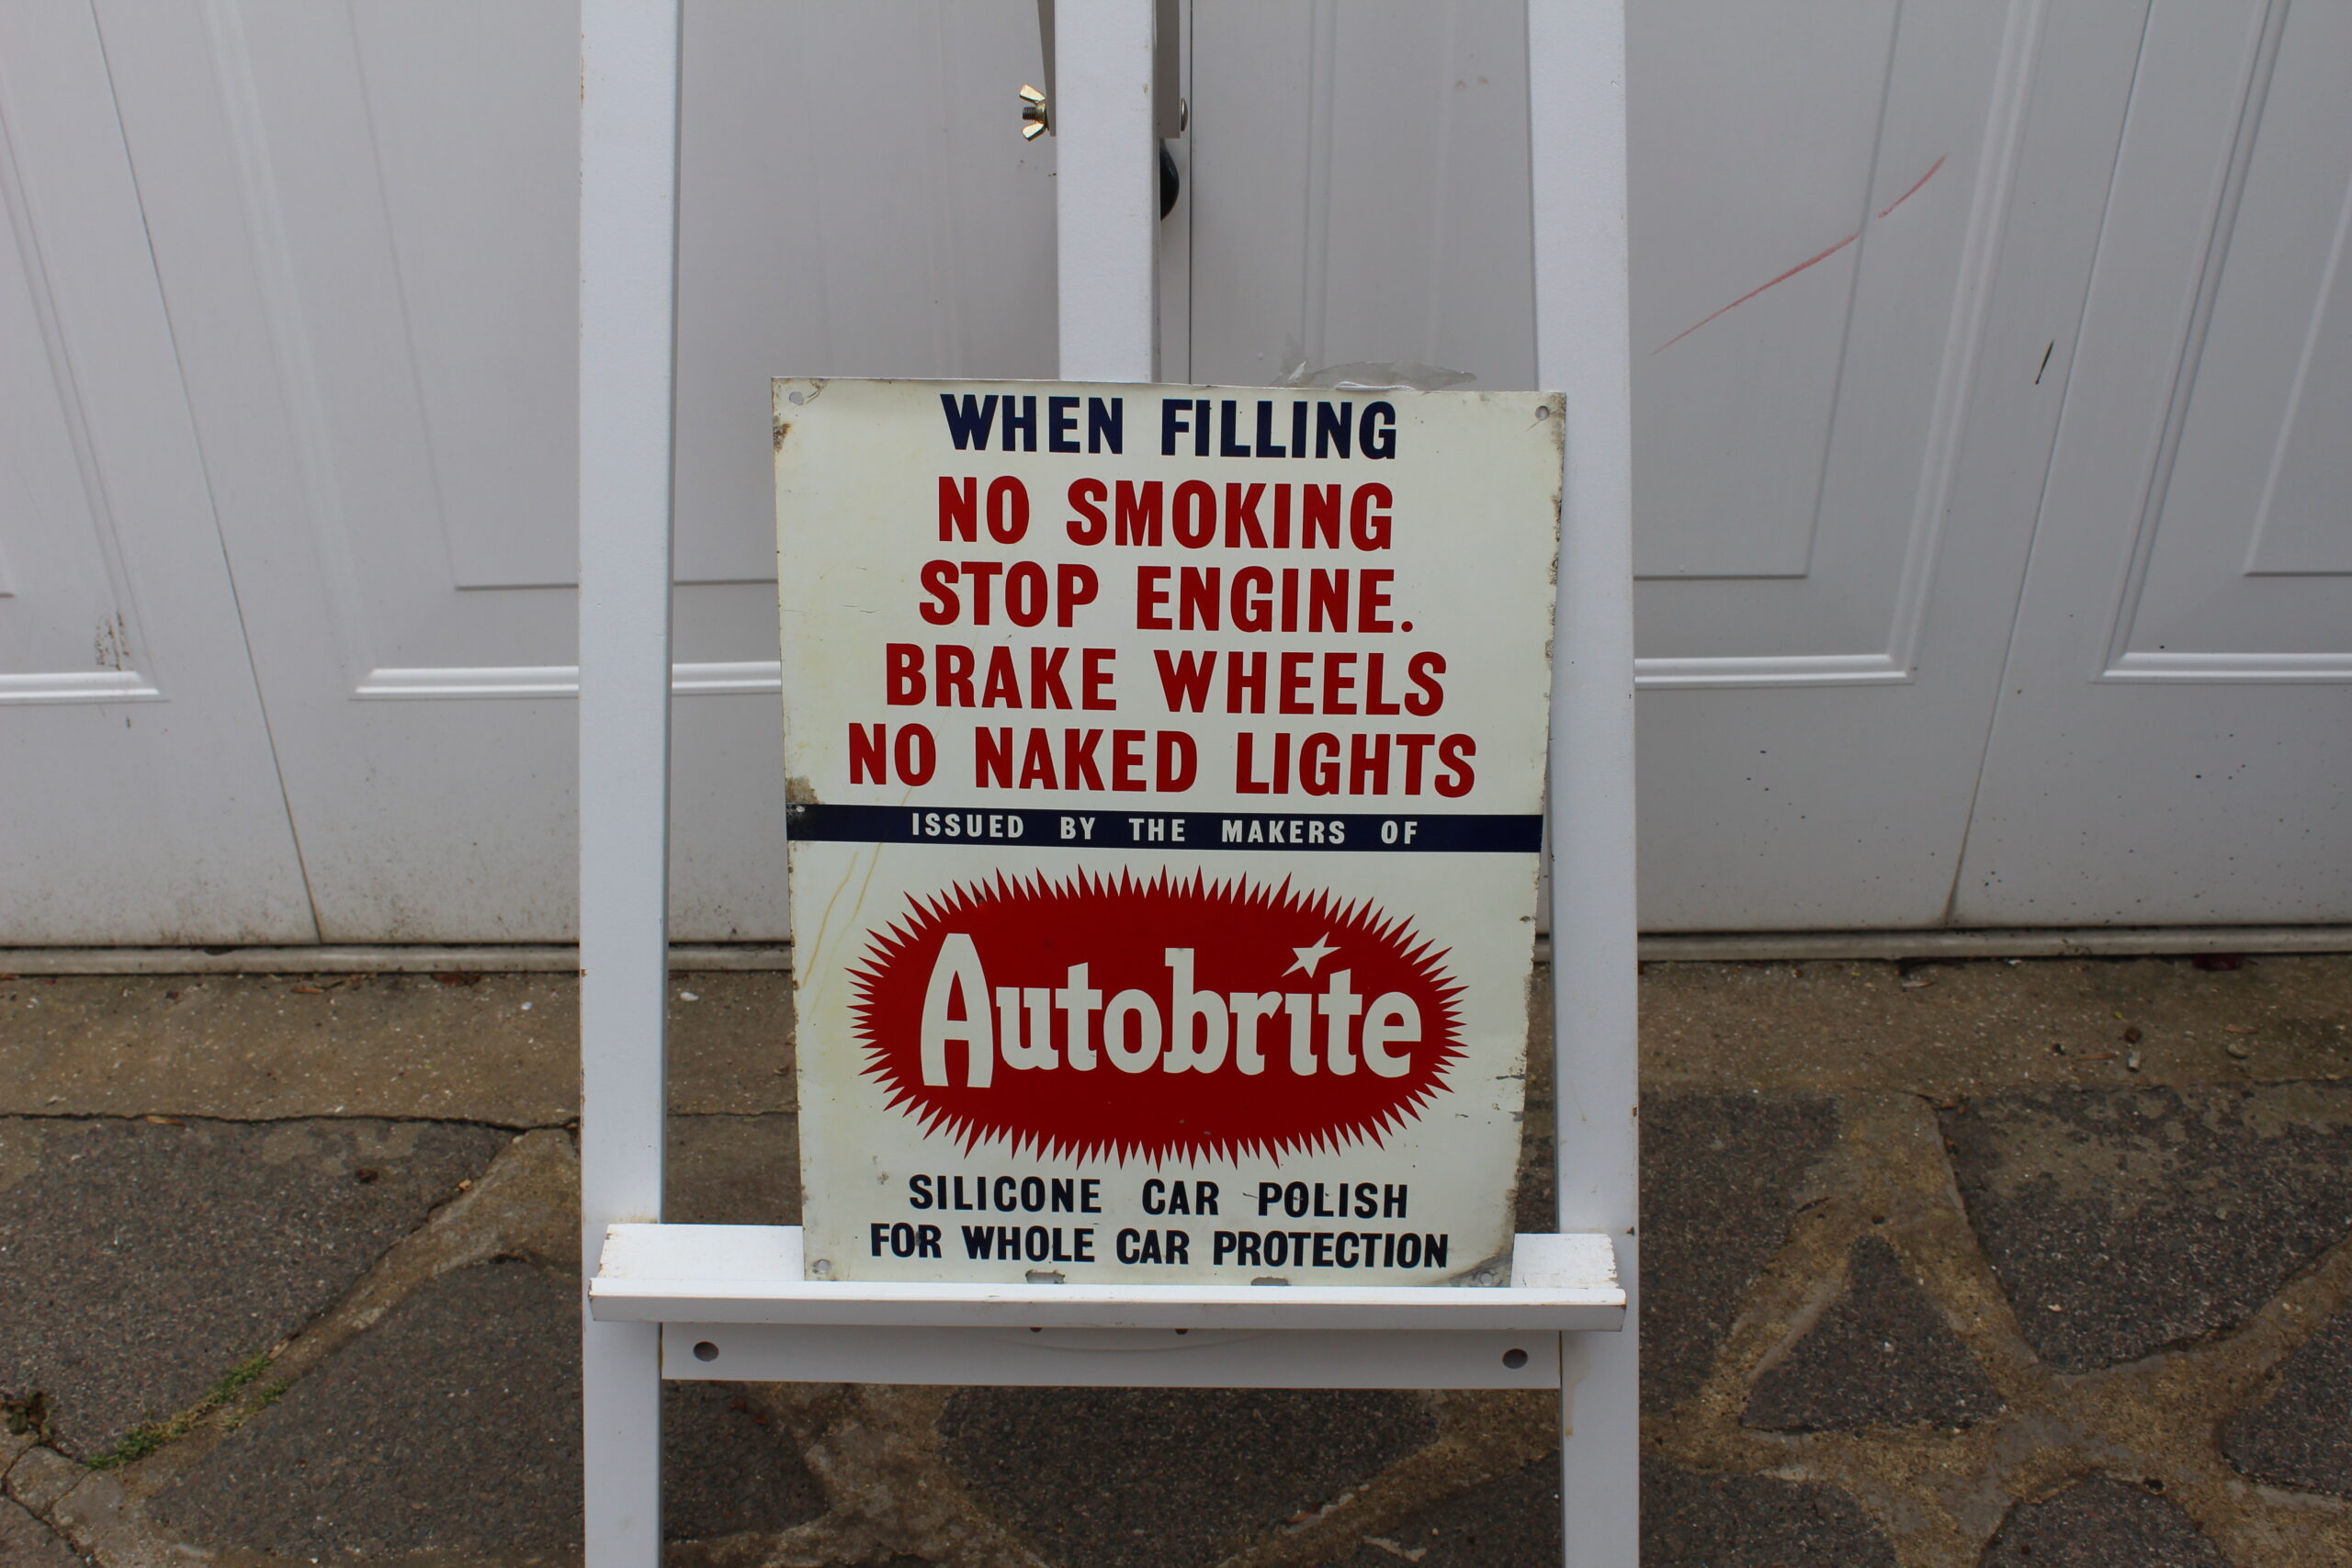 WHEN FILLING
NO SMOKING
STOP ENGINE.
BRAKE WHEELS
NO NAKED LIGHTS
ISSUED BY THE MAKERS OF
Autobrite
SILICONE CAR POLISH
FOR WHOLE CAR PROTECTION